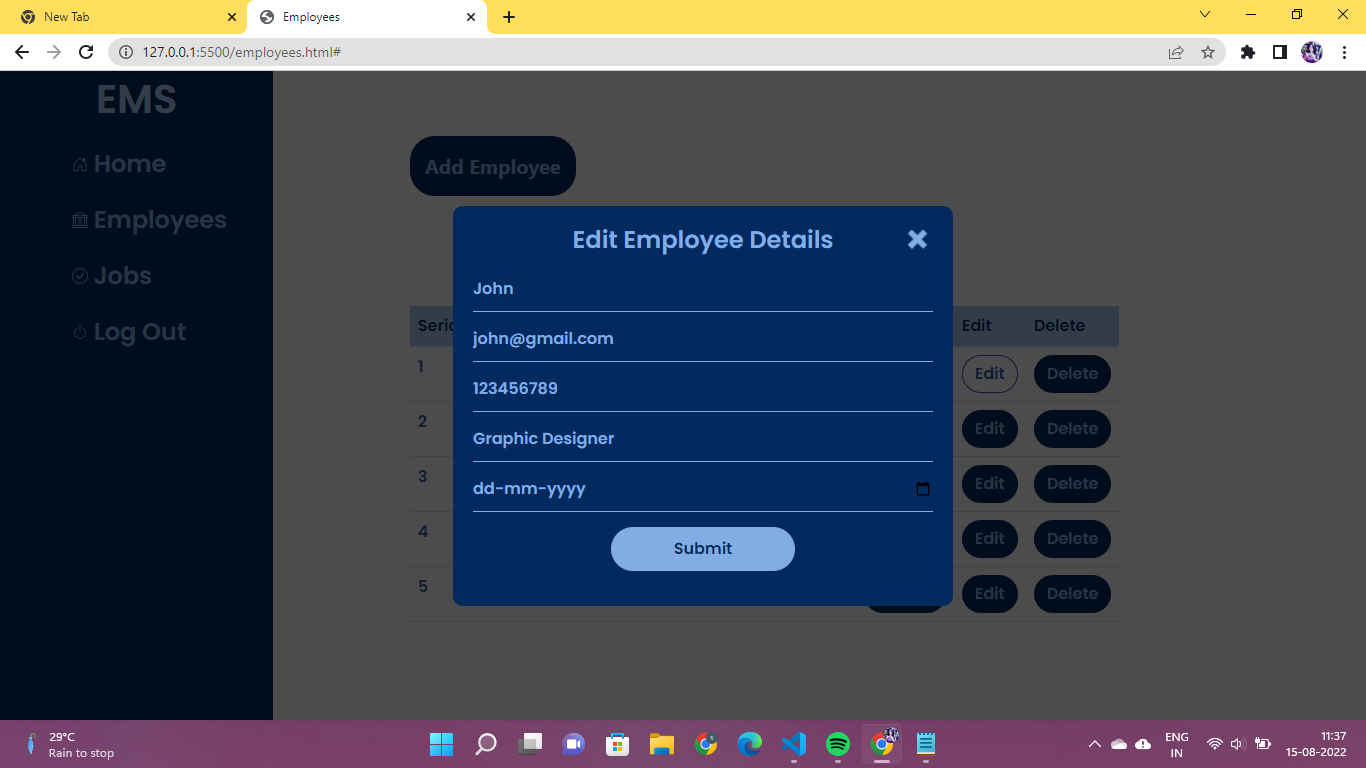 New Tab
Employees
127.0.0.1:5500/employees.html#
EMS
Home
Employees
Jobs
Log Out
Add Employee
Edit Employee Details
John
john@gmail.com
123456789
Graphic Designer
dd-mm-yyyy
Submit
Edit Delete
1 Edit Delete
2 Edit Delete
3 Edit Delete
4 Edit Delete
5 Edit Delete
29°C
Rain to stop
ENG
IN
11:37
15-08-2022